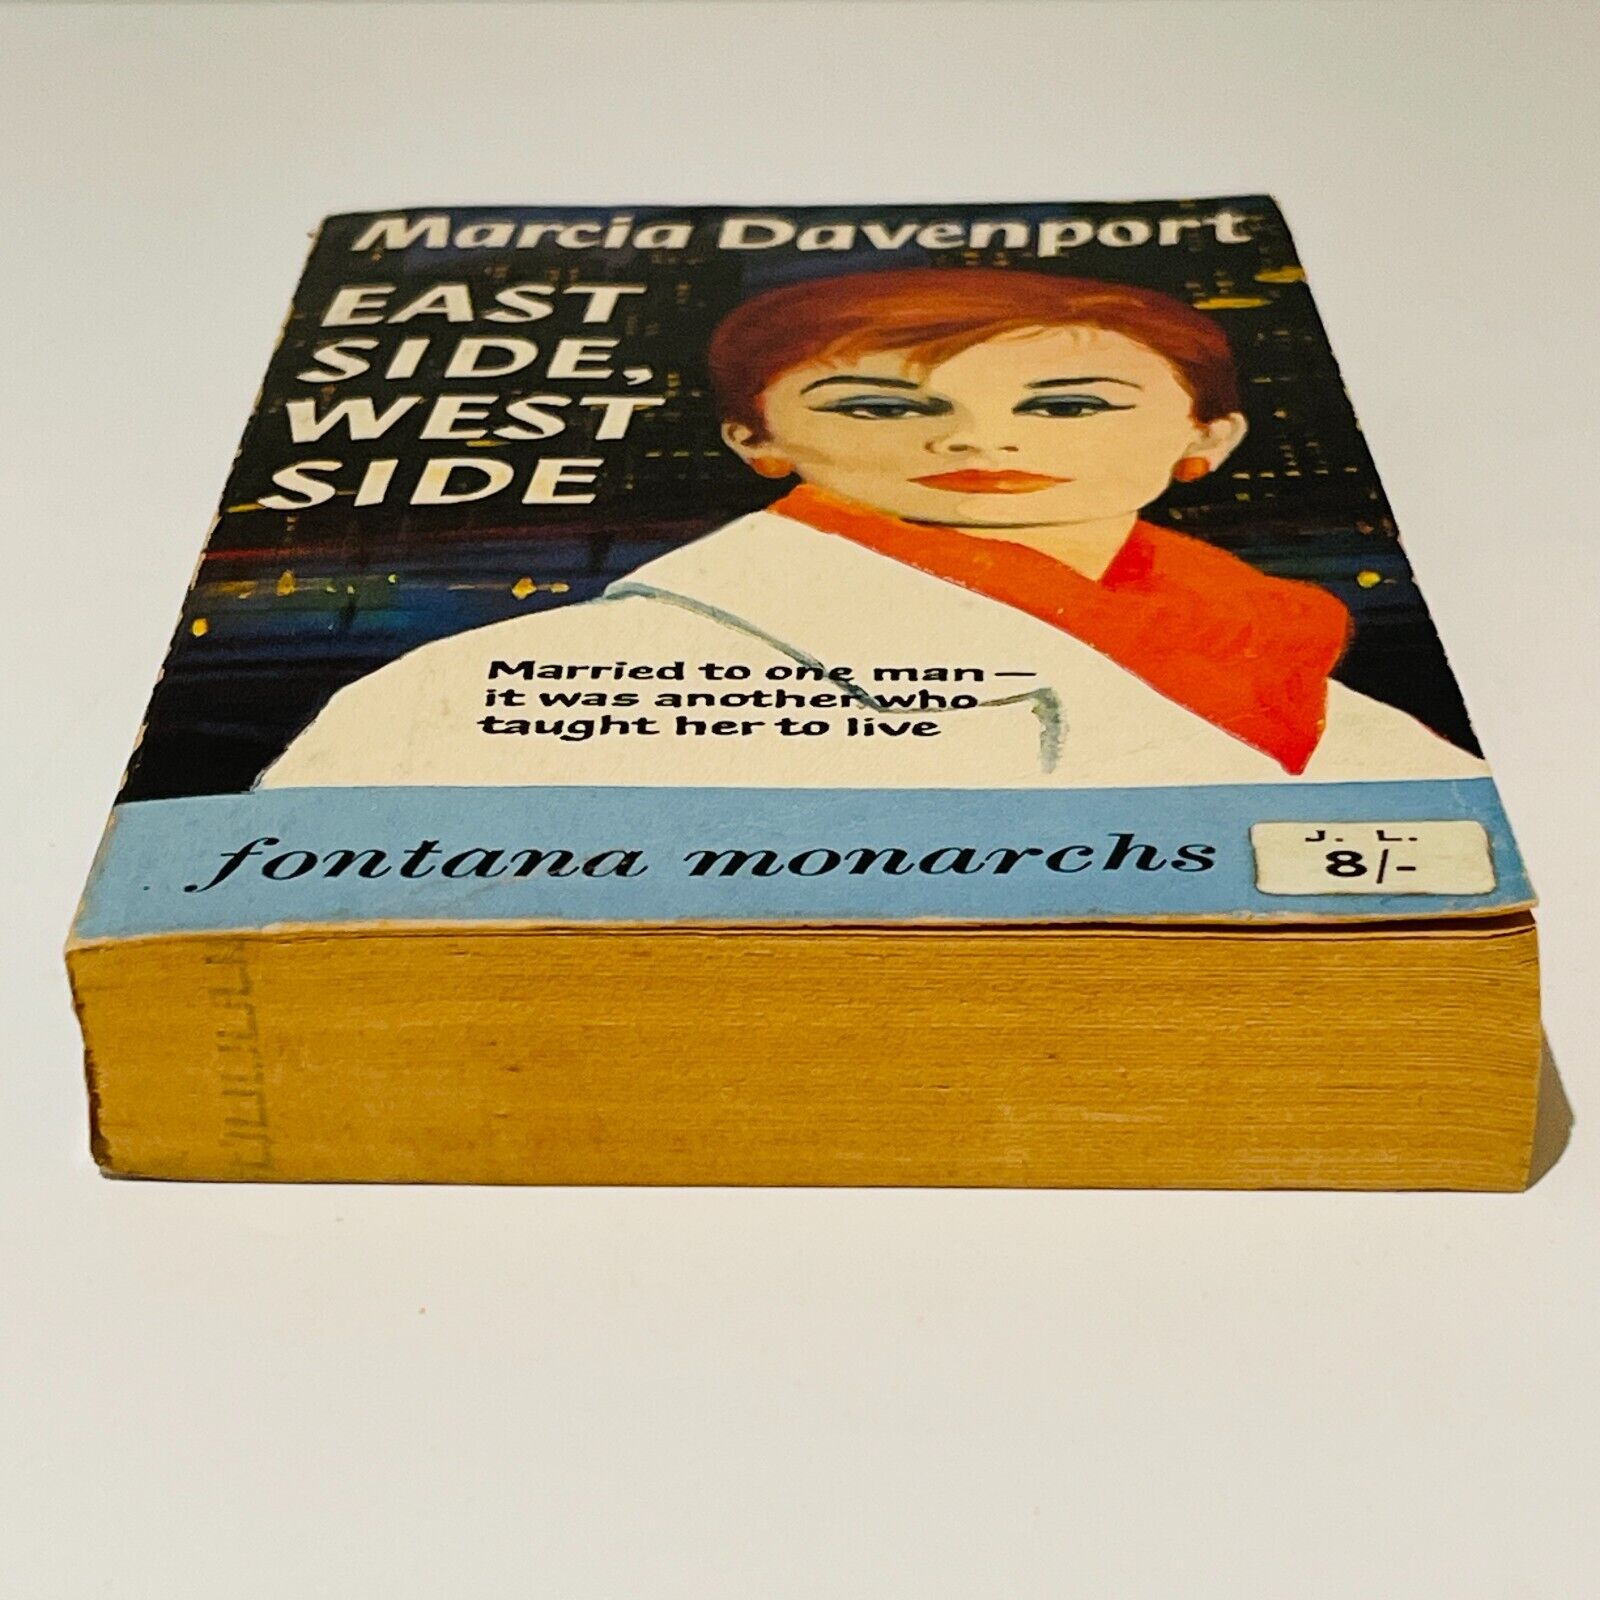 Marcia Davenport
EAST
SIDE,
WEST
SIDE
Married to one man—
it was another who
taught her to live
fontana monarchs
J. L.
8/-